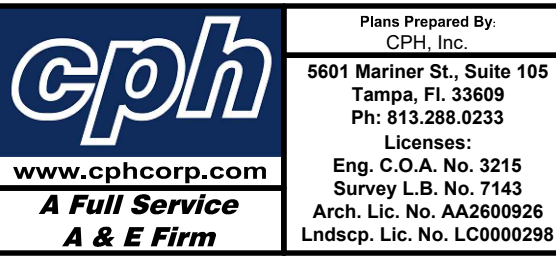 cph
www.cphcorp.com
A Full Service
A & E Firm
Plans Prepared By:
CPH, Inc.
5601 Mariner St., Suite 105
Tampa, Fl. 33609
Ph: 813.288.0233
Licenses:
Eng. C.O.A. No. 3215
Survey L.B. No. 7143
Arch. Lic. No. AA2600926
Lndscp. Lic. No. LC0000298